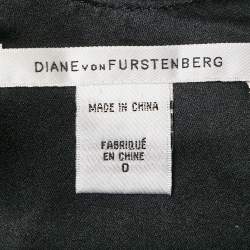 DIANE VON FURSTENBERG
MADE IN CHINA
FABRIQUÉ
EN CHINE
0